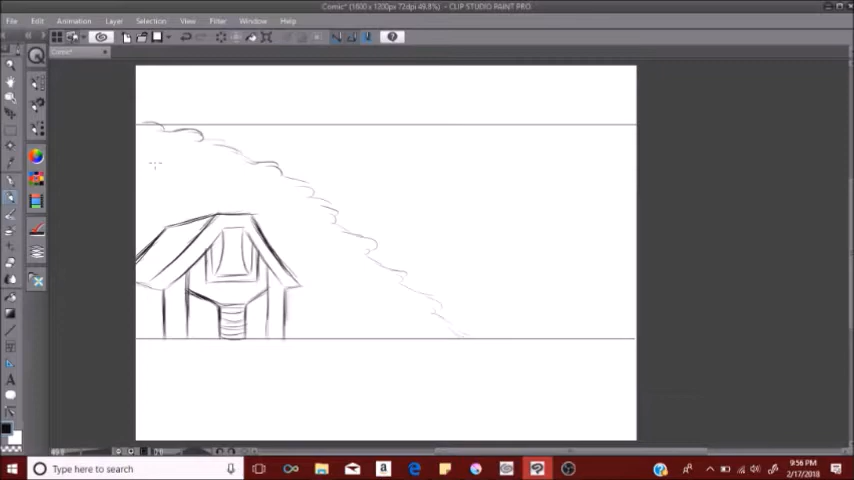 Comic* (1600 x 1200px 72dpi 49.8%) - CLIP STUDIO PAINT PRO
File Edit Animation Layer Selection View Filter Window Help
Comic*
Type here to search
9:56 PM
2/17/2018